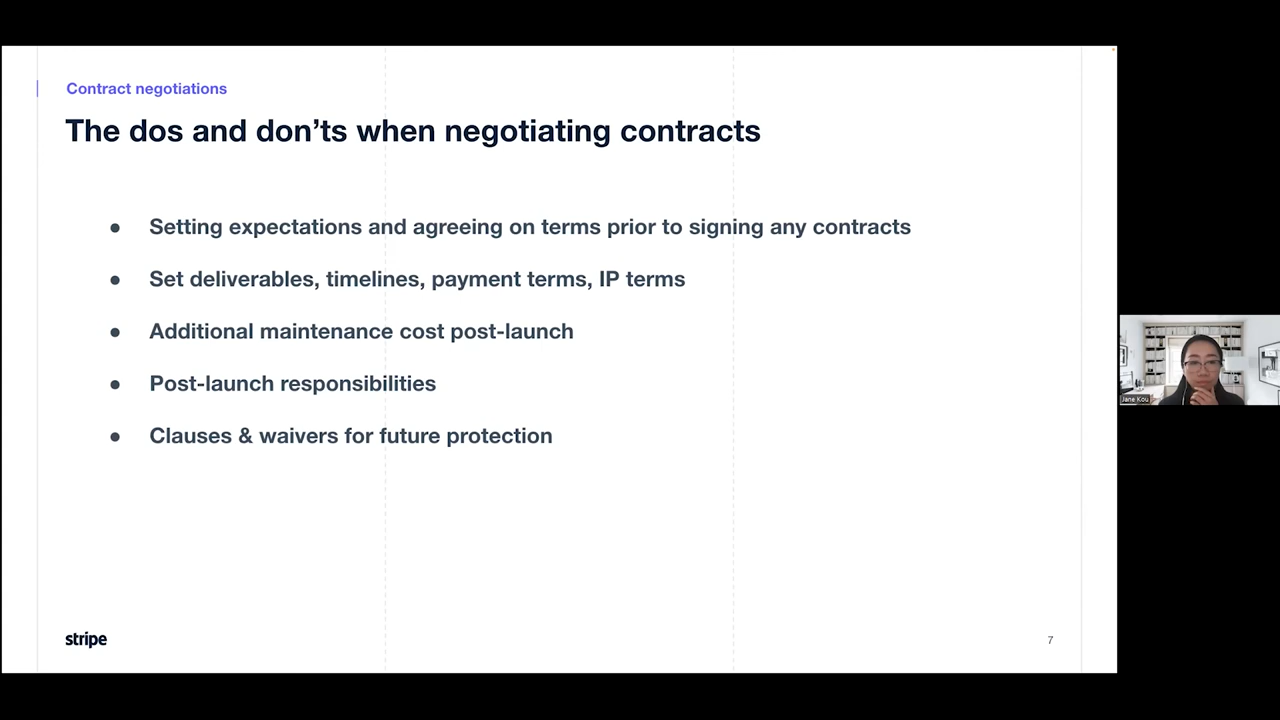 Contract negotiations
The dos and don’ts when negotiating contracts
● Setting expectations and agreeing on terms prior to signing any contracts
● Set deliverables, timelines, payment terms, IP terms
● Additional maintenance cost post-launch
● Post-launch responsibilities
● Clauses & waivers for future protection
Jane Kou
stripe
7